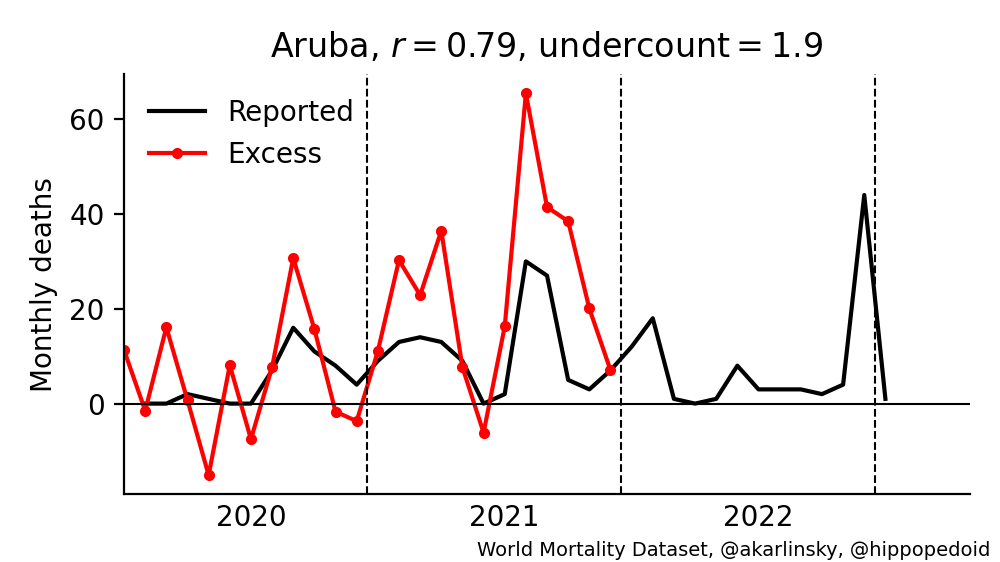 Aruba, r = 0.79, undercount = 1.9
Reported
Excess
Monthly deaths
60
40
20
0
2020
2021
2022
World Mortality Dataset, @akarlinsky, @hippopedoid